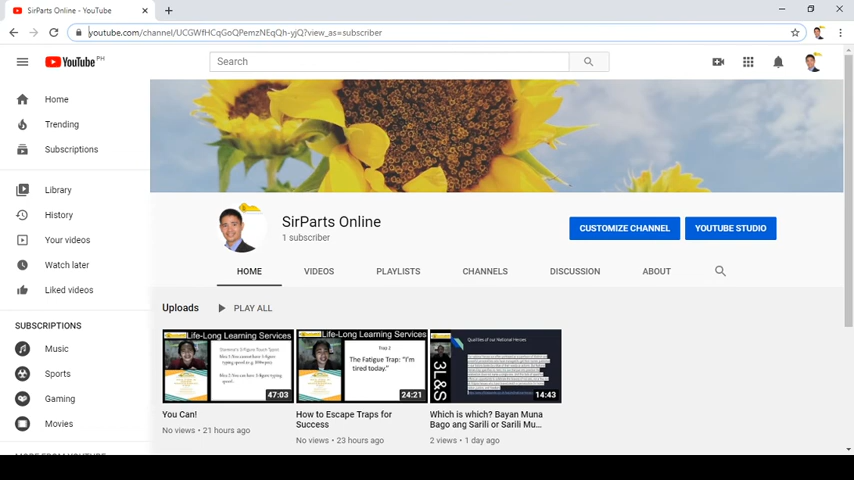 SirParts Online - YouTube
youtube.com/channel/UCGWfHCqGoQPemzNEqQh-yjQ?view_as=subscriber
YouTube PH
Search
Home
Trending
Subscriptions
Library
History
Your videos
Watch later
Liked videos
SUBSCRIPTIONS
Music
Sports
Gaming
Movies
SirParts Online
1 subscriber
CUSTOMIZE CHANNEL
YOUTUBE STUDIO
HOME
VIDEOS
PLAYLISTS
CHANNELS
DISCUSSION
ABOUT
Uploads
PLAY ALL
Life-Long Learning Services
47:03
You Can!
No views • 21 hours ago
Life-Long Learning Services
Trap 2
The Fatigue Trap: "I'm
tired today."
24:21
How to Escape Traps for
Success
No views • 23 hours ago
3IL&S
Qualities of our National Heroes
14:43
Which is which? Bayan Muna
Bago ang Sarili or Sarili Mu...
2 views • 1 day ago